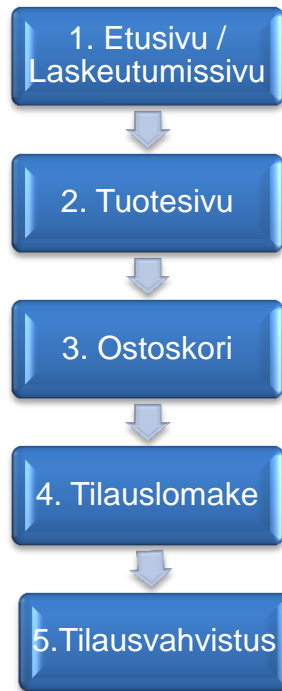 1. Etusivu /
Laskeutumissivu
2. Tuotesivu
3. Ostoskori
4. Tilauslomake
5.Tilausvahvistus